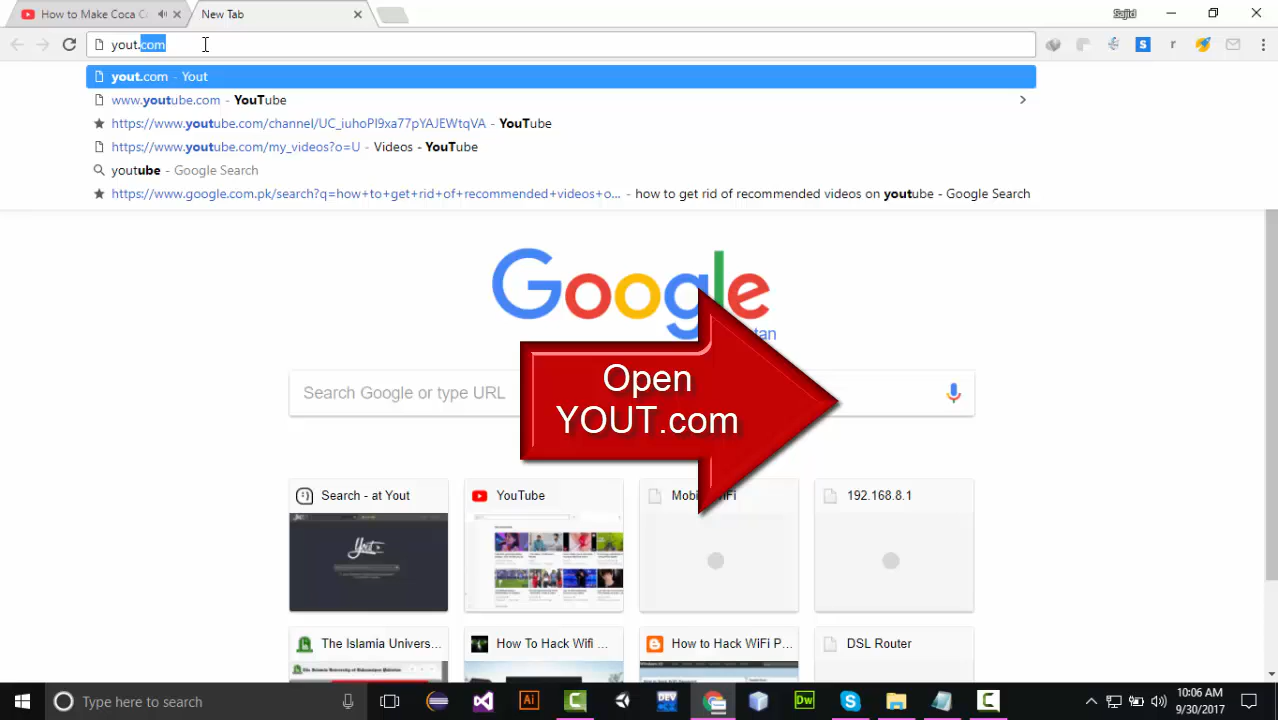 How to Make Coca C
New Tab
Sajid
yout.com
yout.com - Yout
www.youtube.com - YouTube
https://www.youtube.com/channel/UC_iuhoPI9xa77pYAJEWtqVA - YouTube
https://www.youtube.com/my_videos?o=U - Videos - YouTube
youtube - Google Search
https://www.google.com.pk/search?q=how+to+get+rid+of+recommended+videos+o... - how to get rid of recommended videos on youtube - Google Search
Google
tan
Search Google or type URL
Open
YOUT.com
Search - at Yout
YouTube
Mobi WiFi
192.168.8.1
Yout
The Islamia Univers...
How To Hack Wifi ...
How to Hack WiFi P...
DSL Router
Type here to search
10:06 AM
9/30/2017